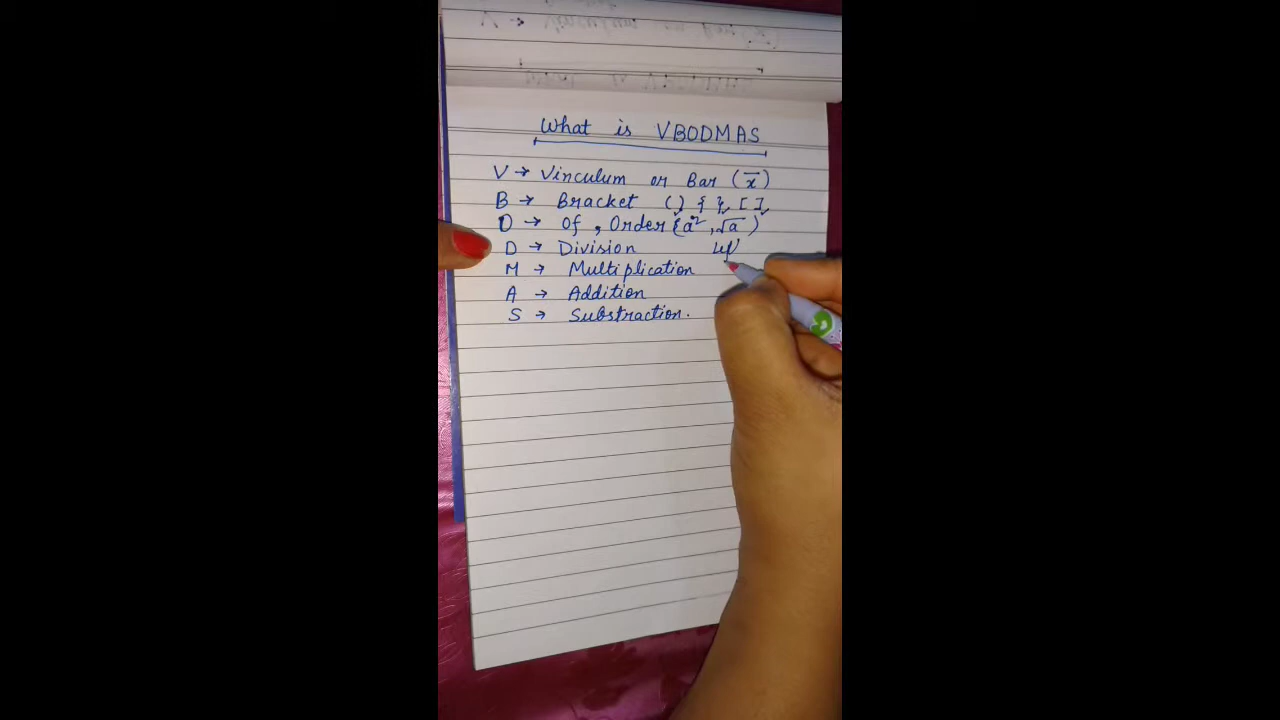 What is VBODMAS
V → Vinculum or Bar (x̅)
B → Bracket () { }, [ ],
O → Of, Order {a², √a )
D → Division
M → Multiplication
A → Addition
S → Substraction.